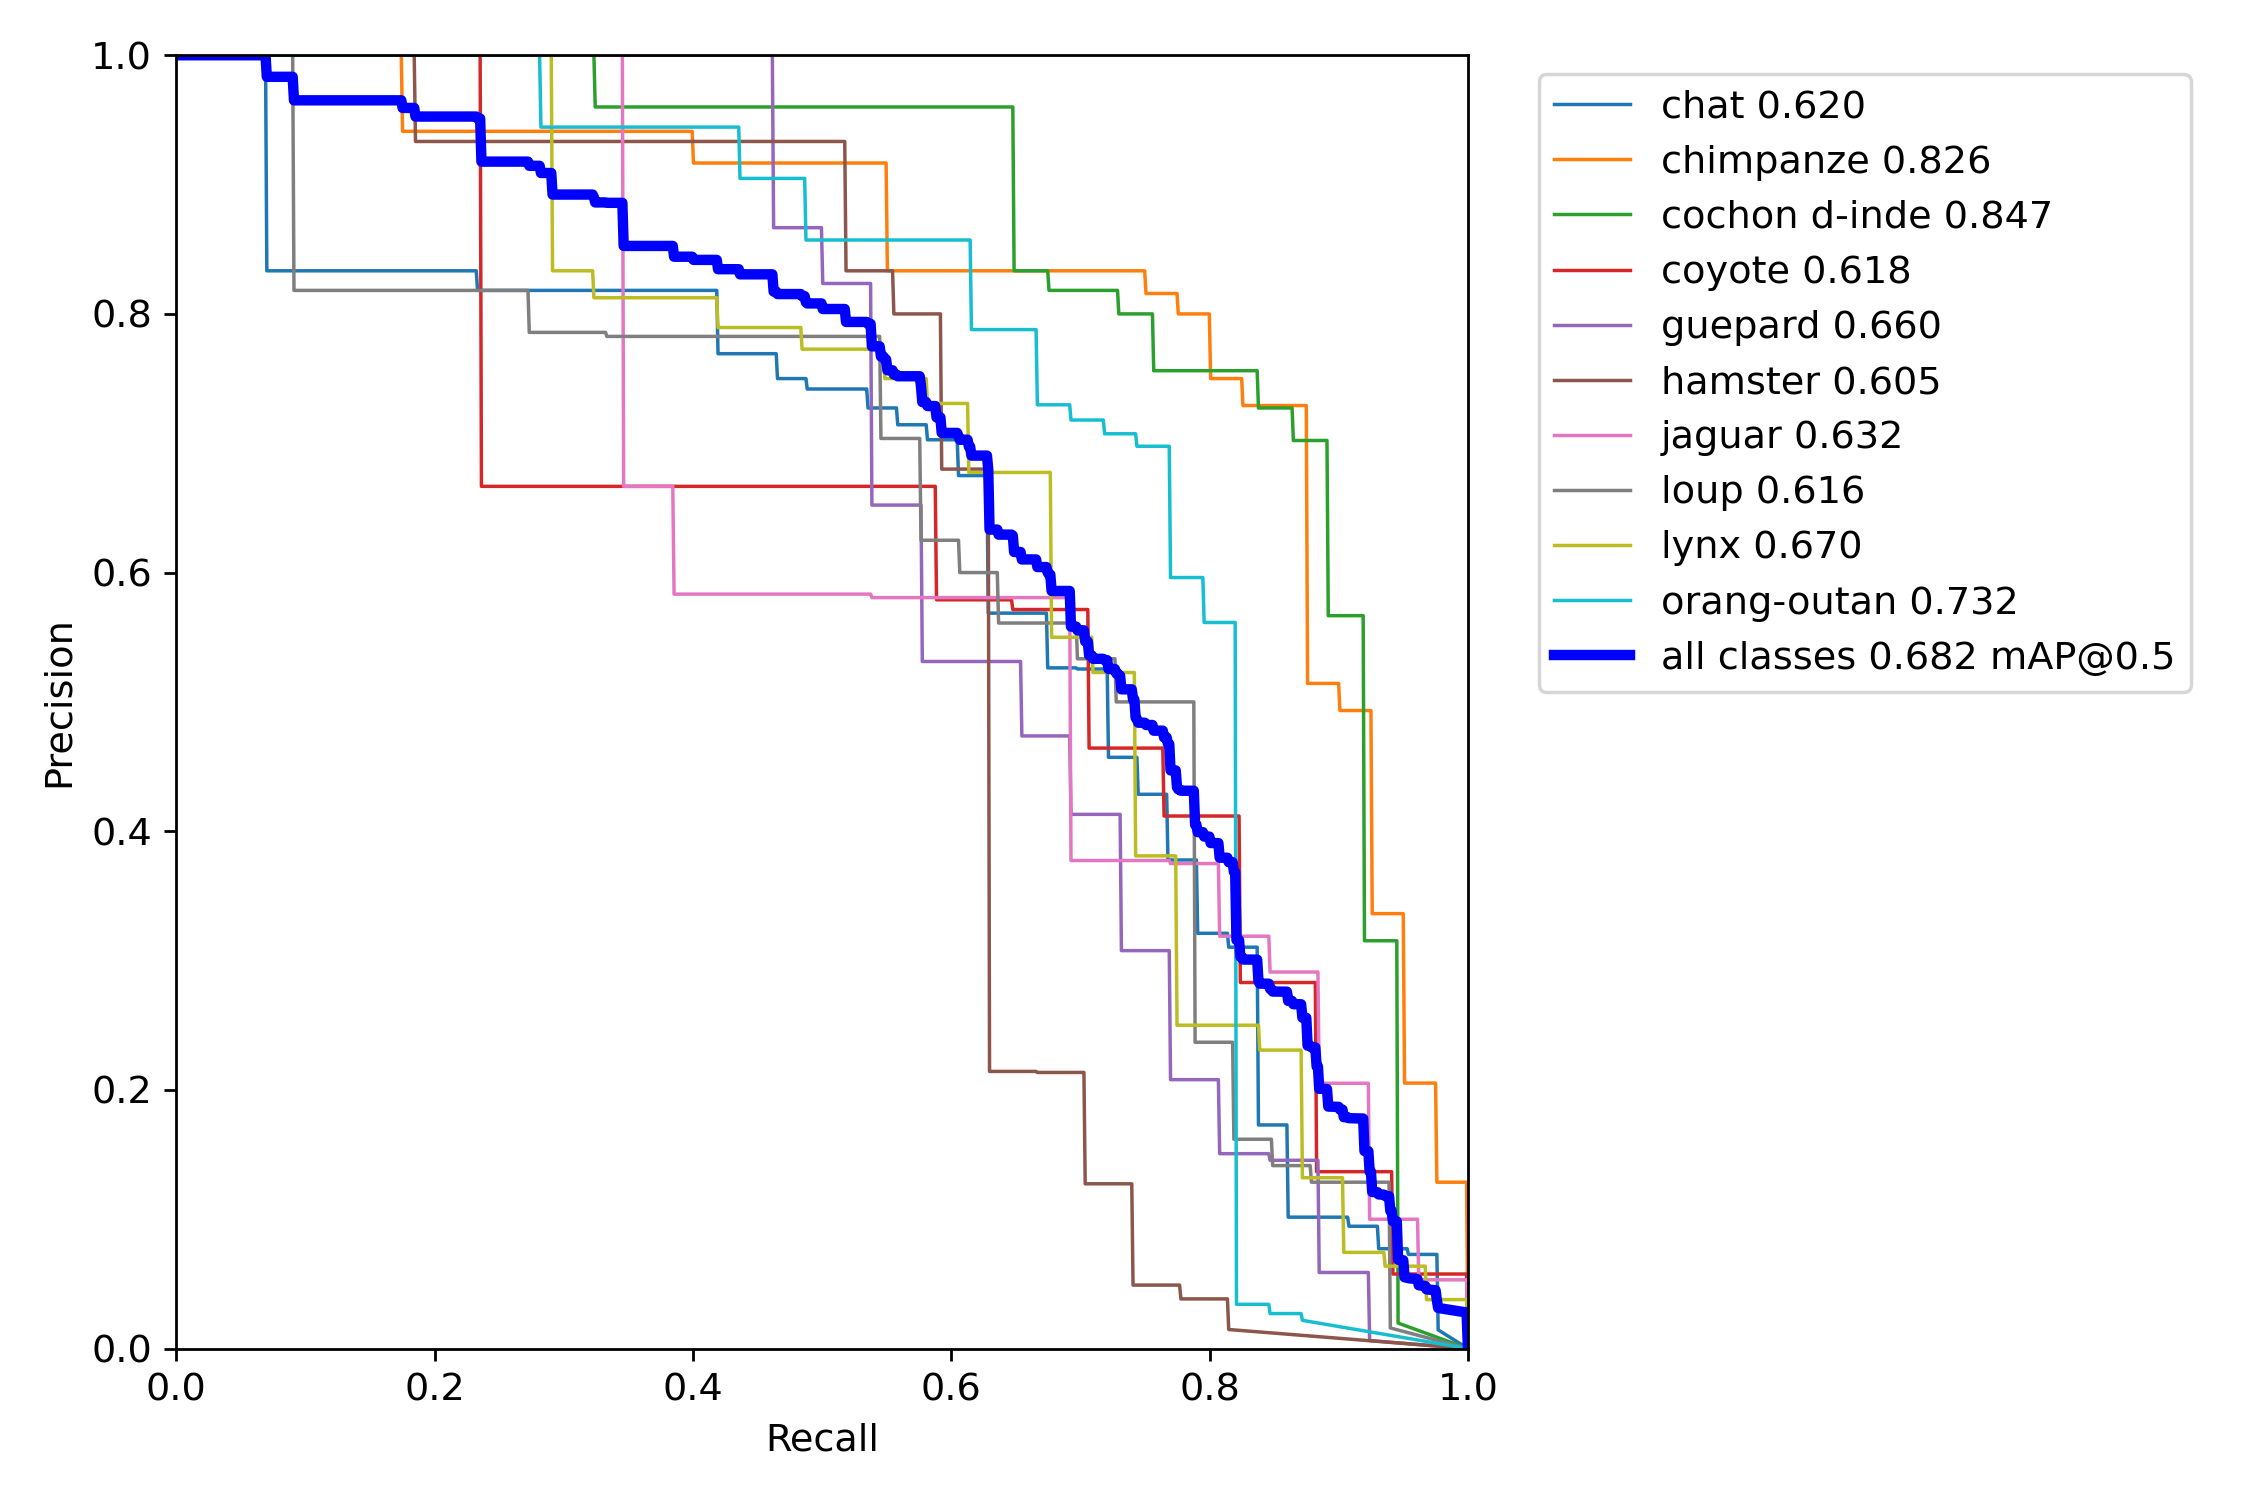 1.0
0.8
0.6
0.4
0.2
0.0
Precision
0.0 0.2 0.4 0.6 0.8 1.0
Recall
chat 0.620
chimpanze 0.826
cochon d-inde 0.847
coyote 0.618
guepard 0.660
hamster 0.605
jaguar 0.632
loup 0.616
lynx 0.670
orang-outan 0.732
all classes 0.682 mAP@0.5